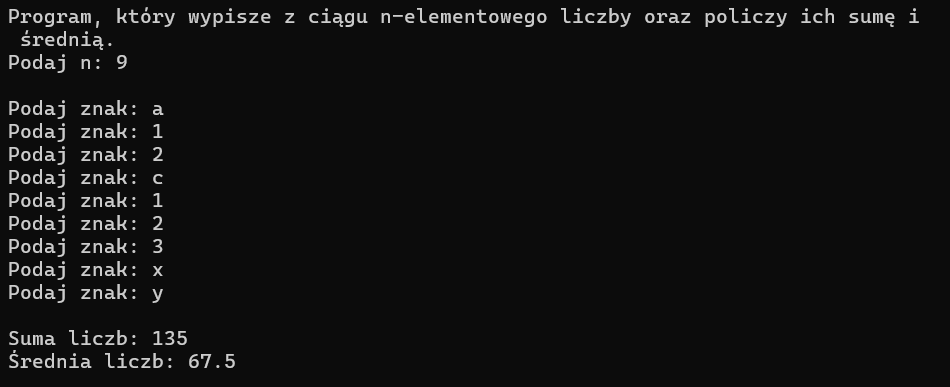 Program, który wypisze z ciągu n-elementowego liczby oraz policzy ich sumę i
średnią.
Podaj n: 9
Podaj znak: a
Podaj znak: 1
Podaj znak: 2
Podaj znak: c
Podaj znak: 1
Podaj znak: 2
Podaj znak: 3
Podaj znak: x
Podaj znak: y
Suma liczb: 135
Średnia liczb: 67.5